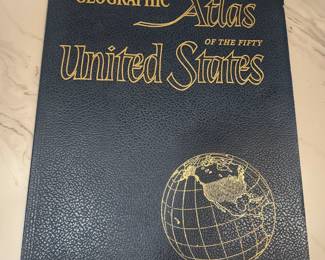 GEOGRAPHIC Atlas
OF THE FIFTY
United States